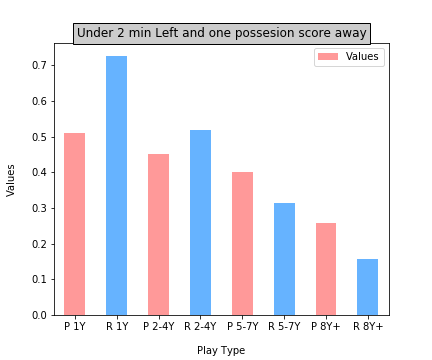 Under 2 min Left and one possesion score away
Values
0.7
0.6
0.5
0.4
0.3
0.2
0.1
0.0
Values
P 1Y R 1Y P 2-4Y R 2-4Y P 5-7Y R 5-7Y P 8Y+ R 8Y+
Play Type